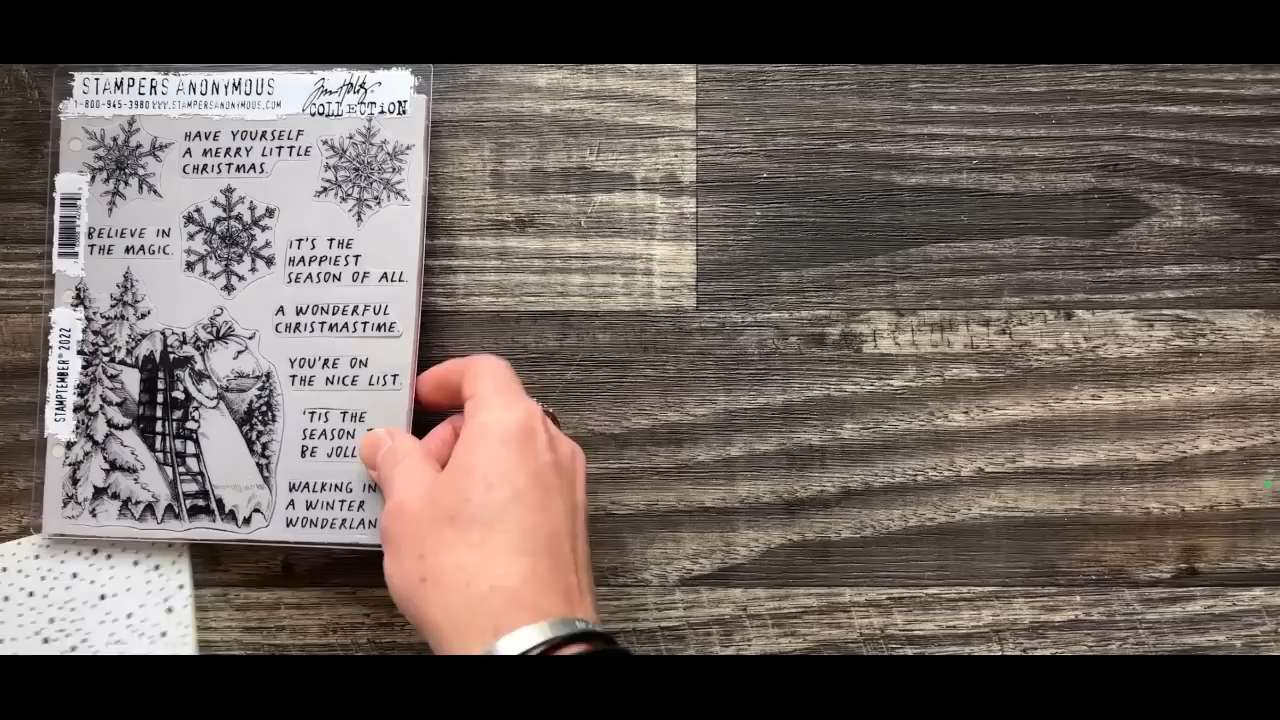 STAMPERS ANONYMOUS
1-800-945-3980 WWW.STAMPERSANONYMOUS.COM
Tim Holtz
COLLECTION
HAVE YOURSELF
A MERRY LITTLE
CHRISTMAS.
BELIEVE IN
THE MAGIC.
IT'S THE
HAPPIEST
SEASON OF ALL.
A WONDERFUL
CHRISTMASTIME.
YOU'RE ON
THE NICE LIST.
'TIS THE
SEASON
BE JOLL
WALKING IN
A WINTER
WONDERLAN
STAMPTEMBER® 2022